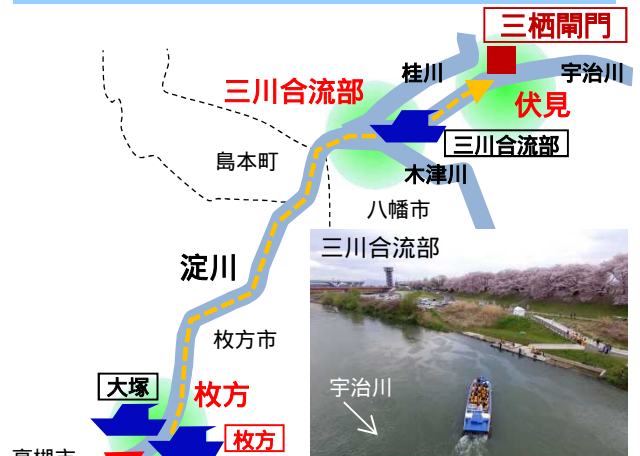 三栖閘門
桂川
宇治川
三川合流部
伏見
三川合流部
島本町
木津川
八幡市
三川合流部
淀川
枚方市
宇治川
大塚
枚方
枚方
高槻市